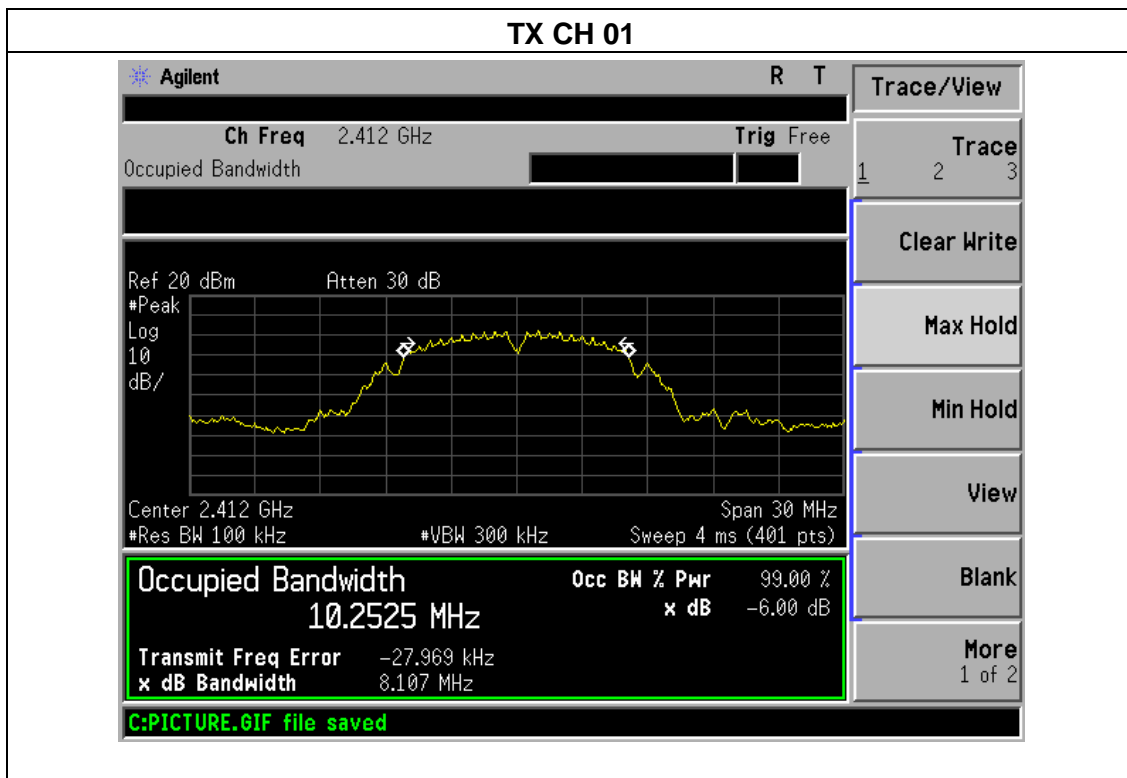 TX CH 01
Agilent R T
Trace/View
Ch Freq 2.412 GHz Trig Free
Occupied Bandwidth
Trace
1 2 3
Clear Write
Ref 20 dBm Atten 30 dB
#Peak
Log
10
dB/
Max Hold
Min Hold
View
Center 2.412 GHz Span 30 MHz
#Res BW 100 kHz #VBW 300 kHz Sweep 4 ms (401 pts)
Occupied Bandwidth
10.2525 MHz
Occ BW % Pwr 99.00 %
x dB -6.00 dB
Transmit Freq Error -27.969 kHz
x dB Bandwidth 8.107 MHz
Blank
More
1 of 2
C:PICTURE.GIF file saved